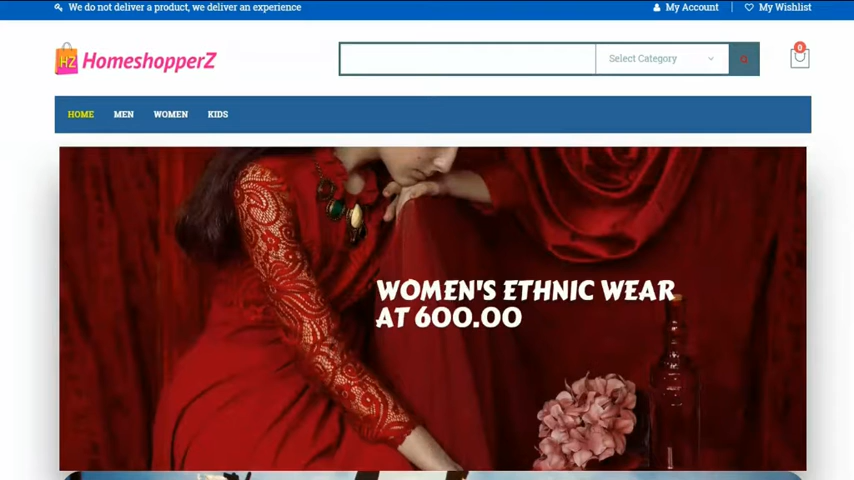 We do not deliver a product, we deliver an experience
My Account
My Wishlist
HZ HomeshopperZ
Select Category
0
HOME MEN WOMEN KIDS
WOMEN'S ETHNIC WEAR
AT 600.00